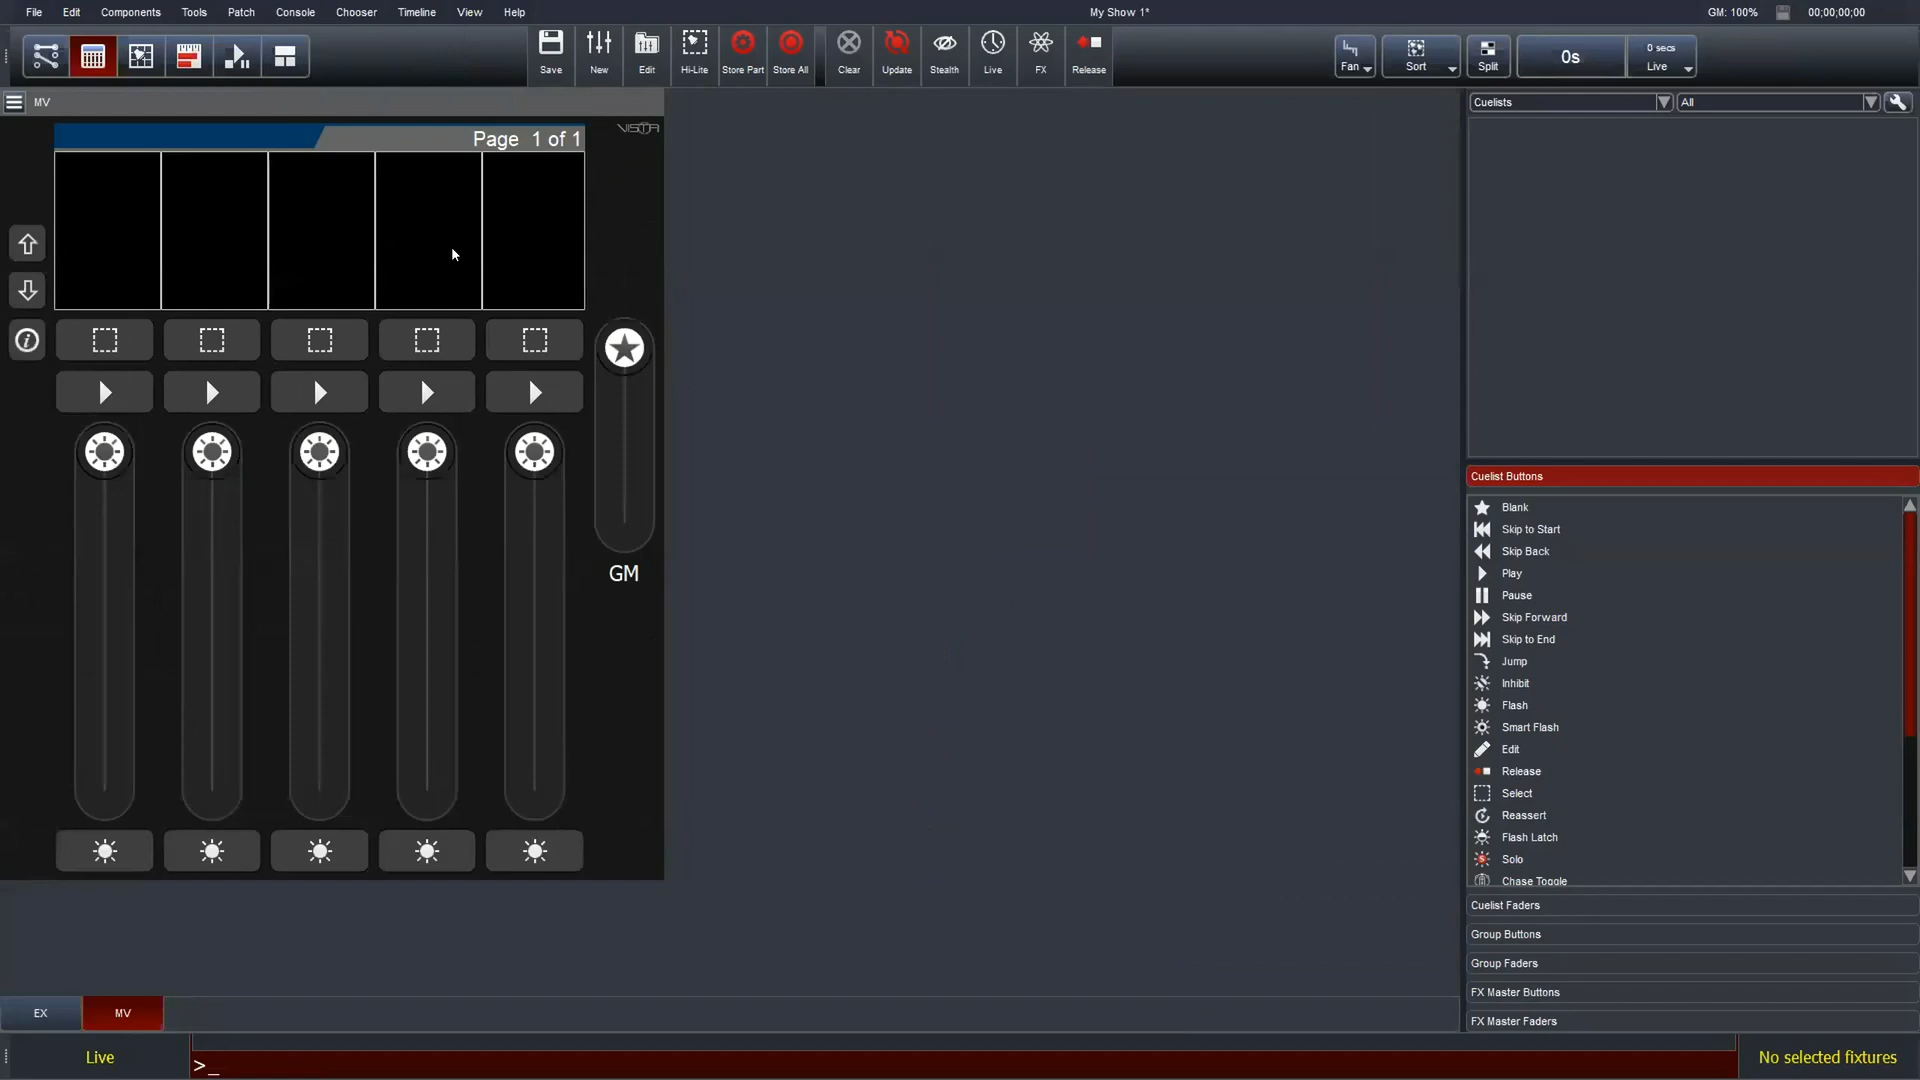 File Edit Components Tools Patch Console Chooser Timeline View Help My Show 1* GM: 100% 00;00;00;00
Save New Edit Hi-Lite Store Part Store All Clear Update Stealth Live FX Release Fan Sort Split 0s 0 secs
Live
MV
Cuelists All
VISTA
Page 1 of 1
GM
Cuelist Buttons
Blank
Skip to Start
Skip Back
Play
Pause
Skip Forward
Skip to End
Jump
Inhibit
Flash
Smart Flash
Edit
Release
Select
Reassert
Flash Latch
Solo
Chase Toggle
Cuelist Faders
Group Buttons
Group Faders
FX Master Buttons
FX Master Faders
EX MV
Live >_ No selected fixtures